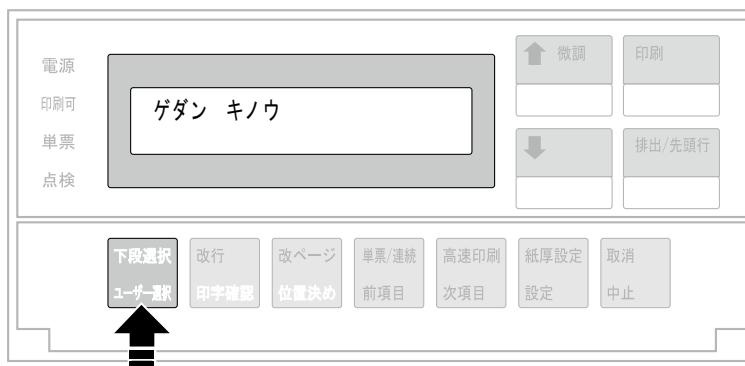 電源
印刷可
単票
点検
ゲダン キノウ
微調
印刷
排出/先頭行
下段選択
ユーザー選択
改行
印字確認
改ページ
位置決め
単票/連続
前項目
高速印刷
次項目
紙厚設定
設定
取消
中止